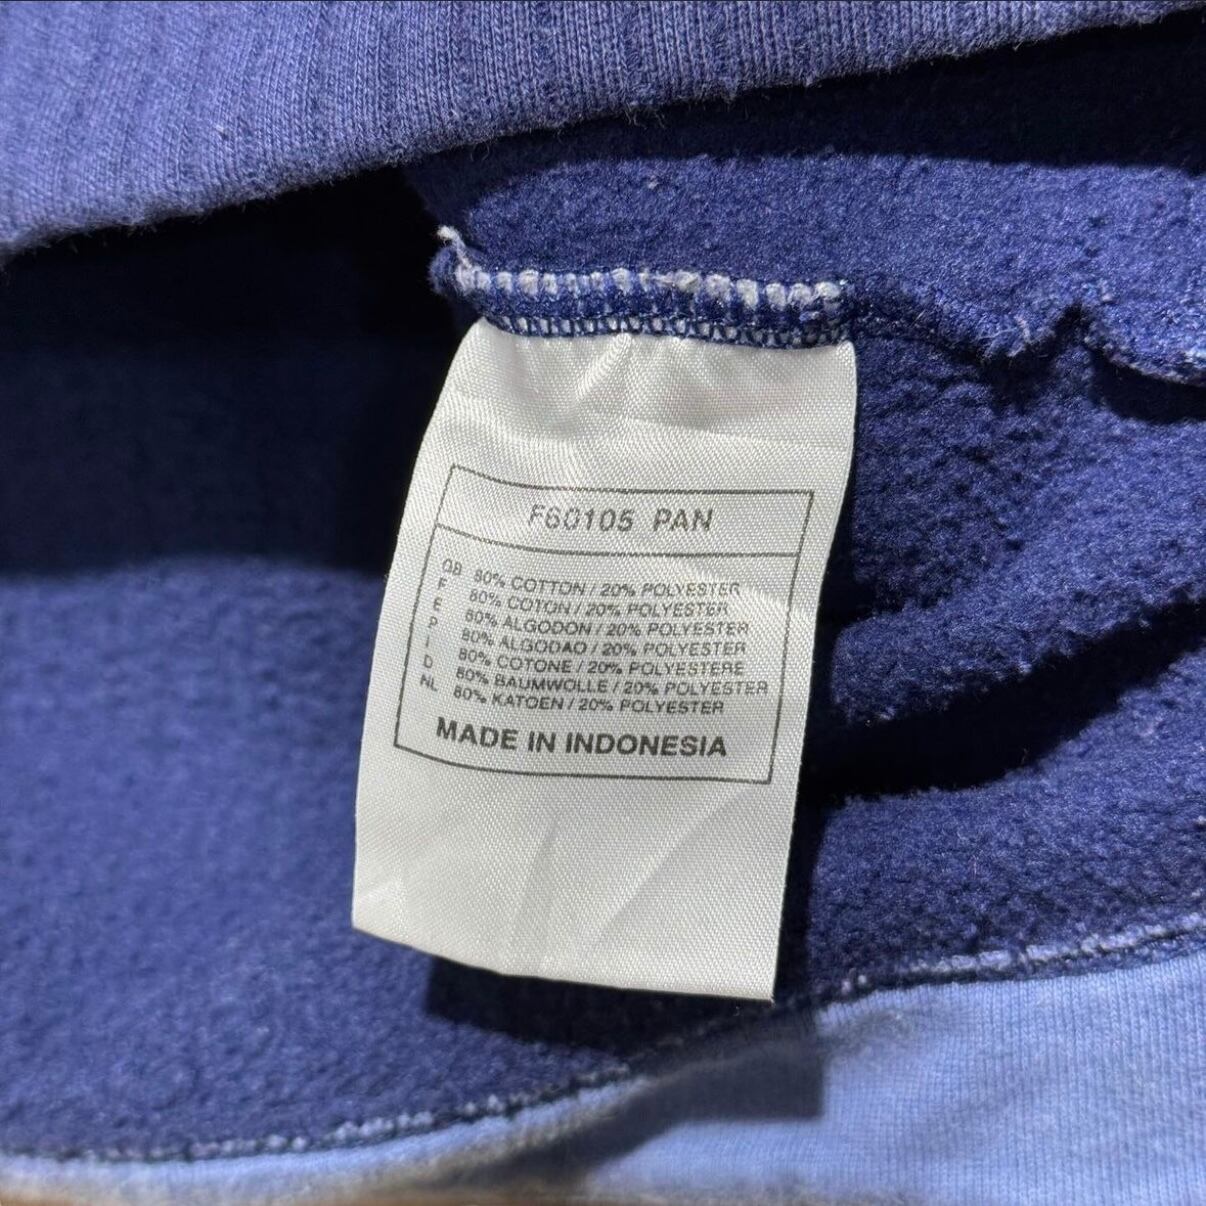 F60105 PAN
GB 80% COTTON / 20% POLYESTER
F 80% COTON / 20% POLYESTER
E 80% ALGODON / 20% POLYESTER
P 80% ALGODAO / 20% POLYESTER
I 80% COTONE / 20% POLYESTERE
D 80% BAUMWOLLE / 20% POLYESTER
NL 80% KATOEN / 20% POLYESTER
MADE IN INDONESIA